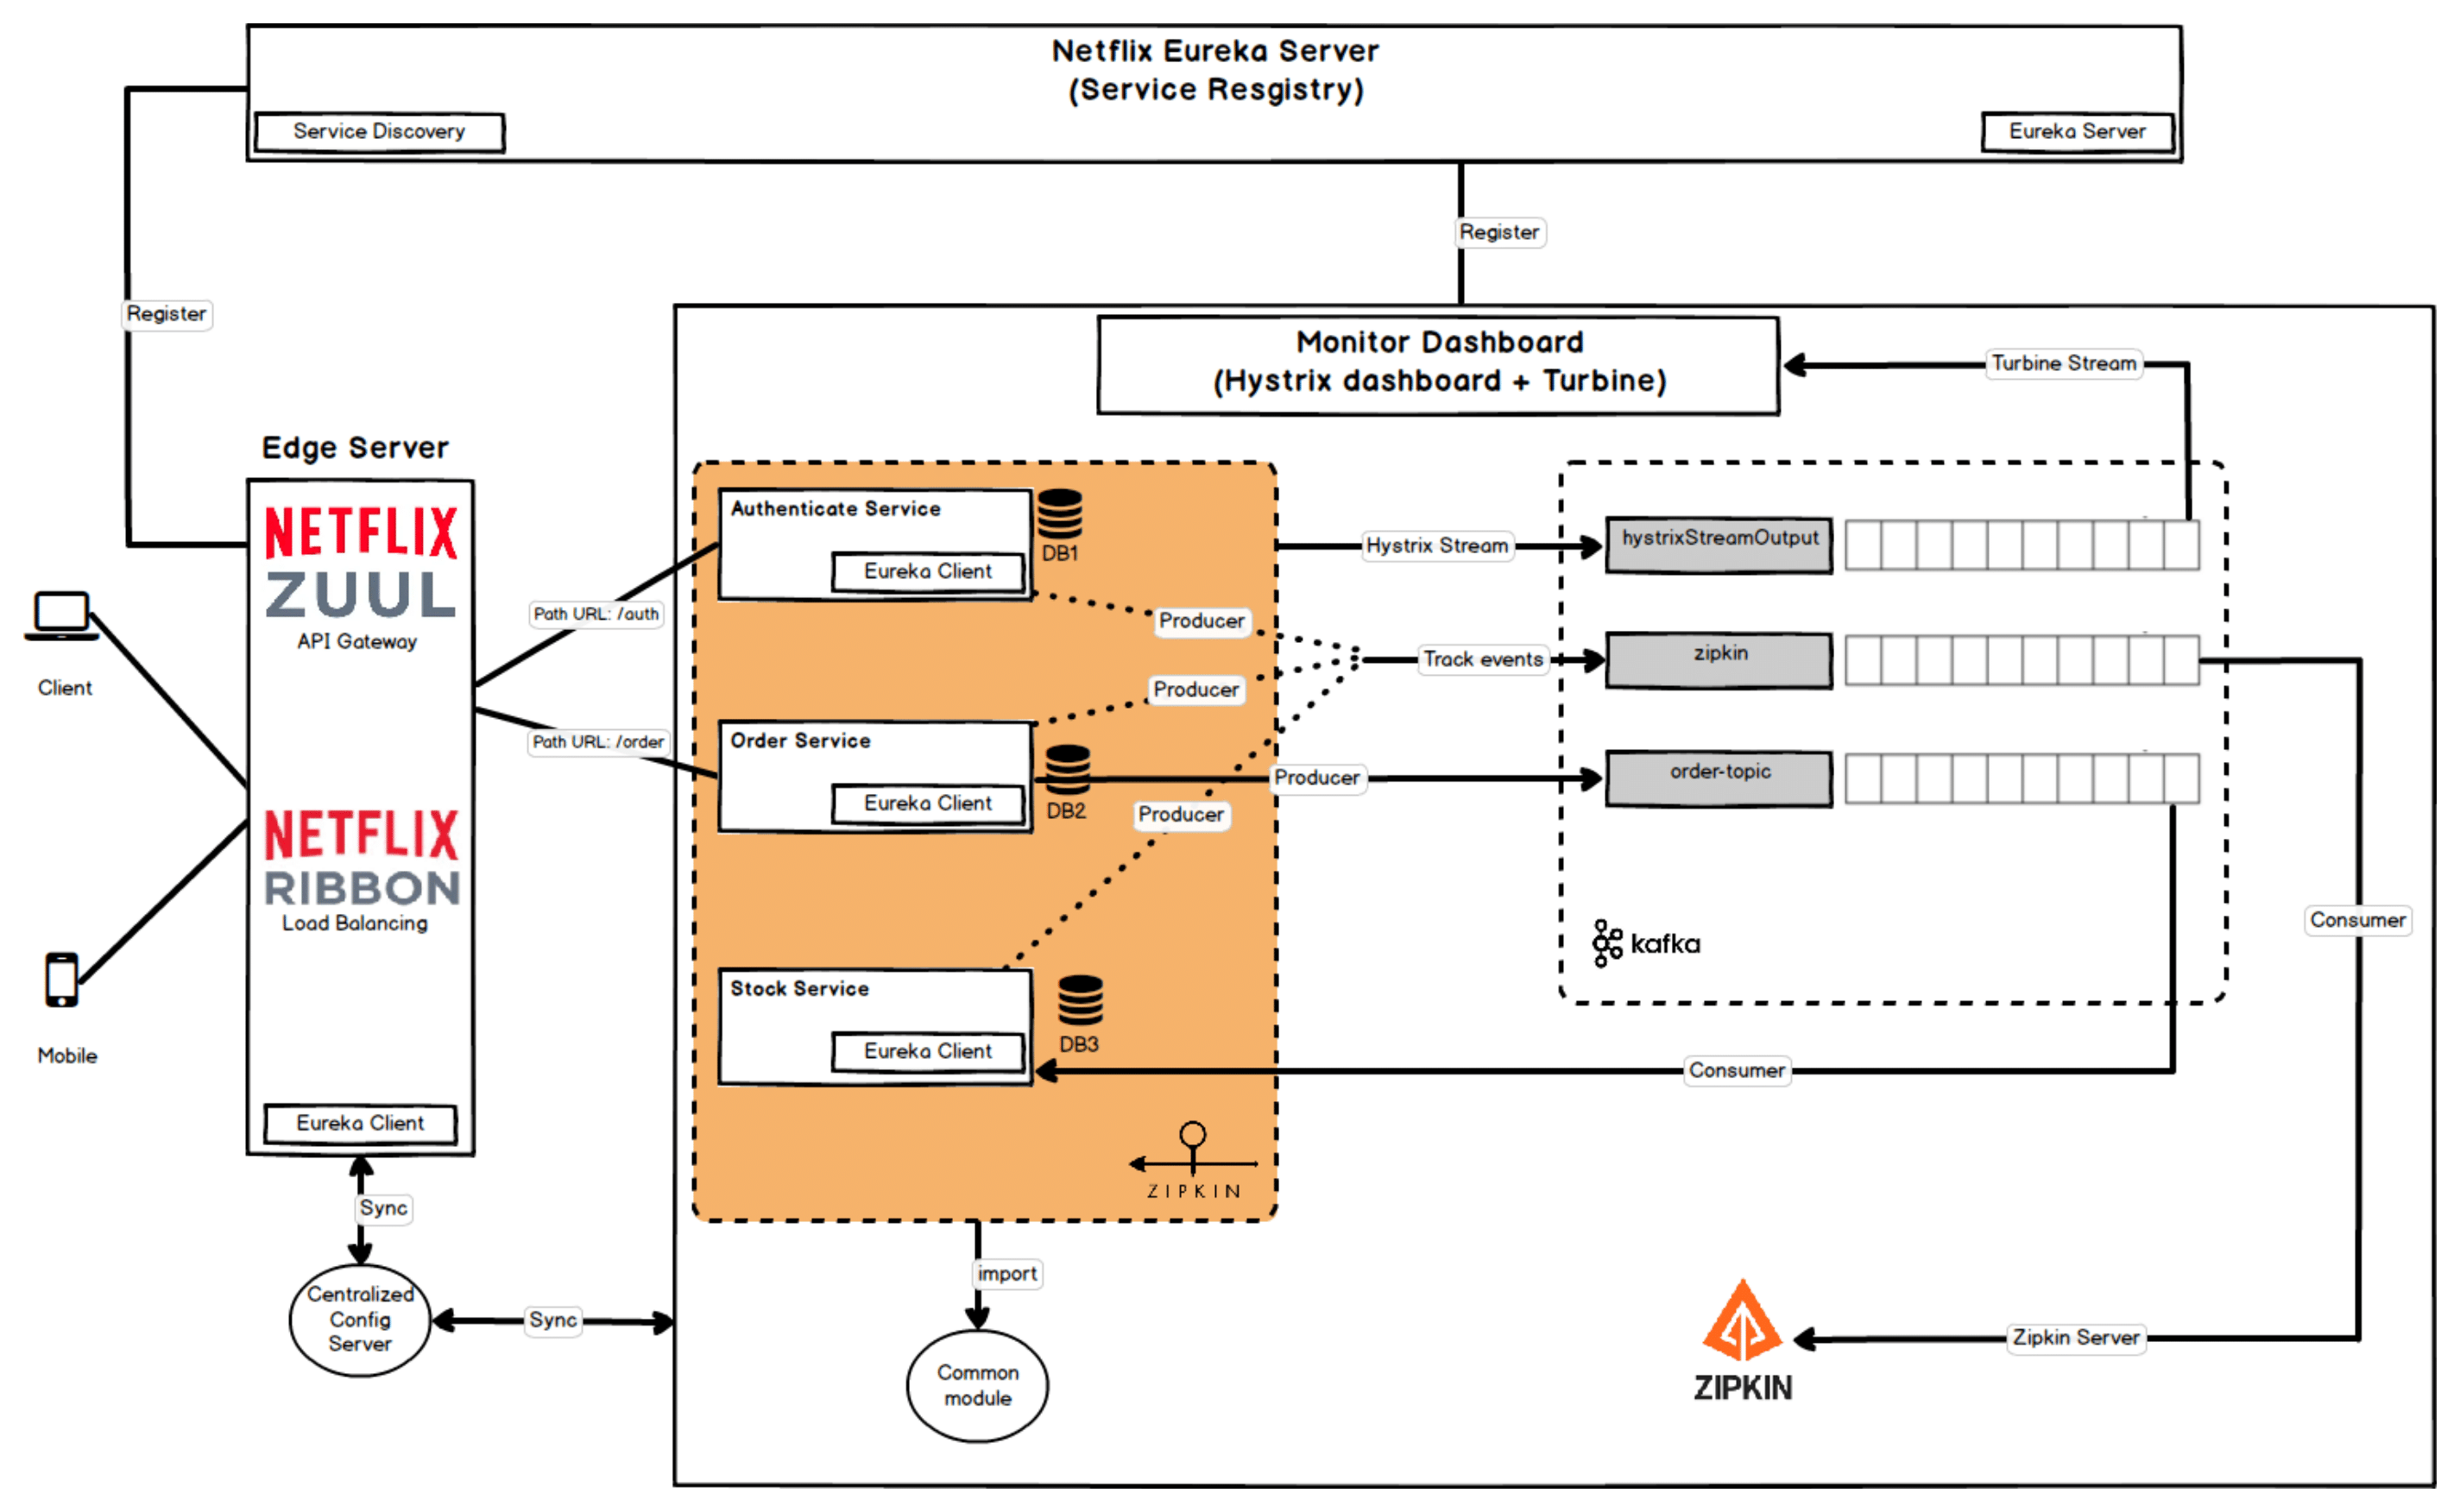 Netflix Eureka Server
(Service Resgistry)
Service Discovery
Eureka Server
Register
Register
Monitor Dashboard
(Hystrix dashboard + Turbine)
Turbine Stream
Edge Server
NETFLIX
ZUUL
API Gateway
NETFLIX
RIBBON
Load Balancing
Eureka Client
Client
Mobile
Path URL: /auth
Path URL: /order
Authenticate Service
Eureka Client
DB1
Order Service
Eureka Client
DB2
Stock Service
Eureka Client
DB3
Producer
Producer
Producer
Producer
Hystrix Stream
Track events
hystrixStreamOutput
zipkin
order-topic
kafka
Consumer
Consumer
ZIPKIN
Sync
Centralized
Config
Server
Sync
import
Common
module
Zipkin Server
ZIPKIN